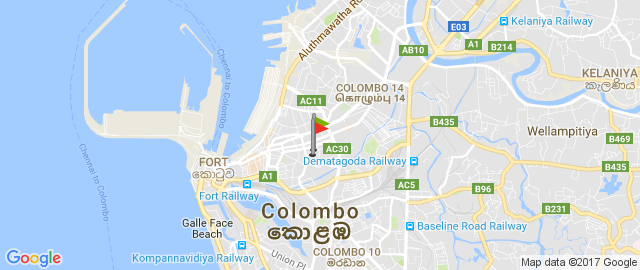 Aluthmawatha Rd
E03
A1
B214
Kelaniya Railway
AB10
KELANIYA
කැලණිය
COLOMBO 14
கொழும்பு 14
AC11
B435
Wellampitiya
B469
B435
AC30
Dematagoda Railway
FORT
කොටුව
A1
Fort Railway
AC5
B96
B231
Colombo
කොළඹ
Galle Face
Beach
Baseline Road Railway
Kompannavidiya Railway
COLOMBO 10
මරදාන
Union Pl
Chennai to Colombo
Chennai to Colombo
Google
Map data ©2017 Google